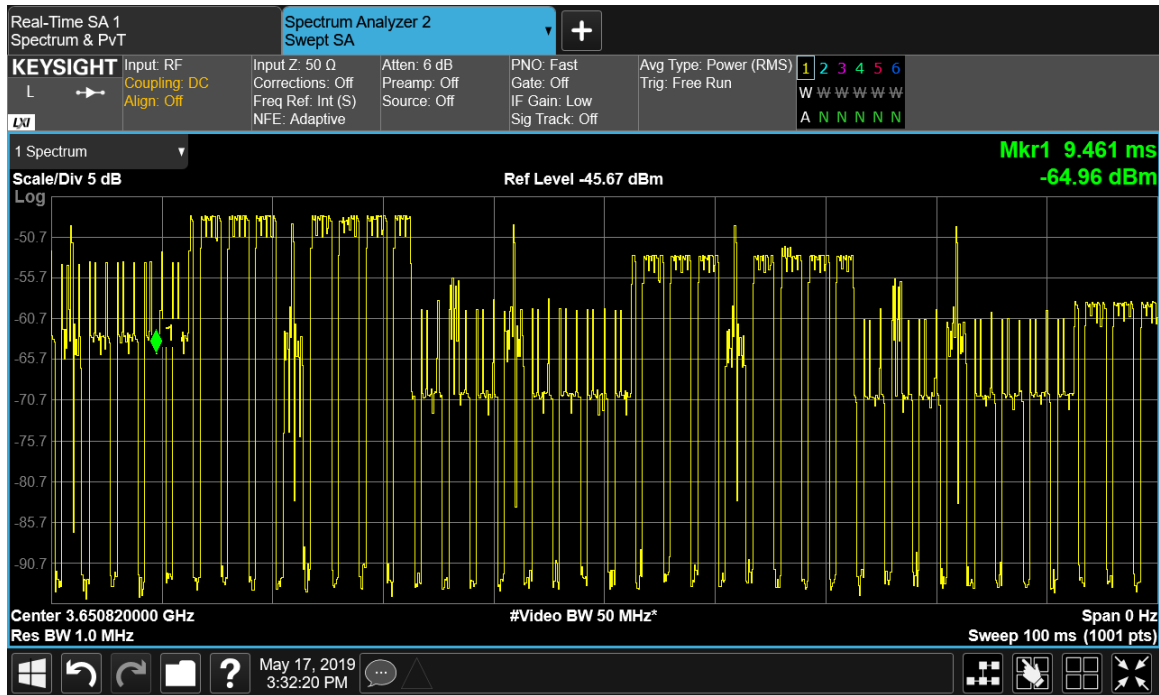 Real-Time SA 1
Spectrum & PvT
Spectrum Analyzer 2
Swept SA
KEYSIGHT
L
LXI
Input: RF
Coupling: DC
Align: Off
Input Z: 50 Ω
Corrections: Off
Freq Ref: Int (S)
NFE: Adaptive
Atten: 6 dB
Preamp: Off
Source: Off
PNO: Fast
Gate: Off
IF Gain: Low
Sig Track: Off
Avg Type: Power (RMS)
Trig: Free Run
1 2 3 4 5 6
W W W W W W
A N N N N N
1 Spectrum
Mkr1 9.461 ms
-64.96 dBm
Scale/Div 5 dB
Ref Level -45.67 dBm
Log
-50.7
-55.7
-60.7
1
-65.7
-70.7
-75.7
-80.7
-85.7
-90.7
Center 3.650820000 GHz
#Video BW 50 MHz*
Span 0 Hz
Res BW 1.0 MHz
Sweep 100 ms (1001 pts)
?
May 17, 2019
3:32:20 PM